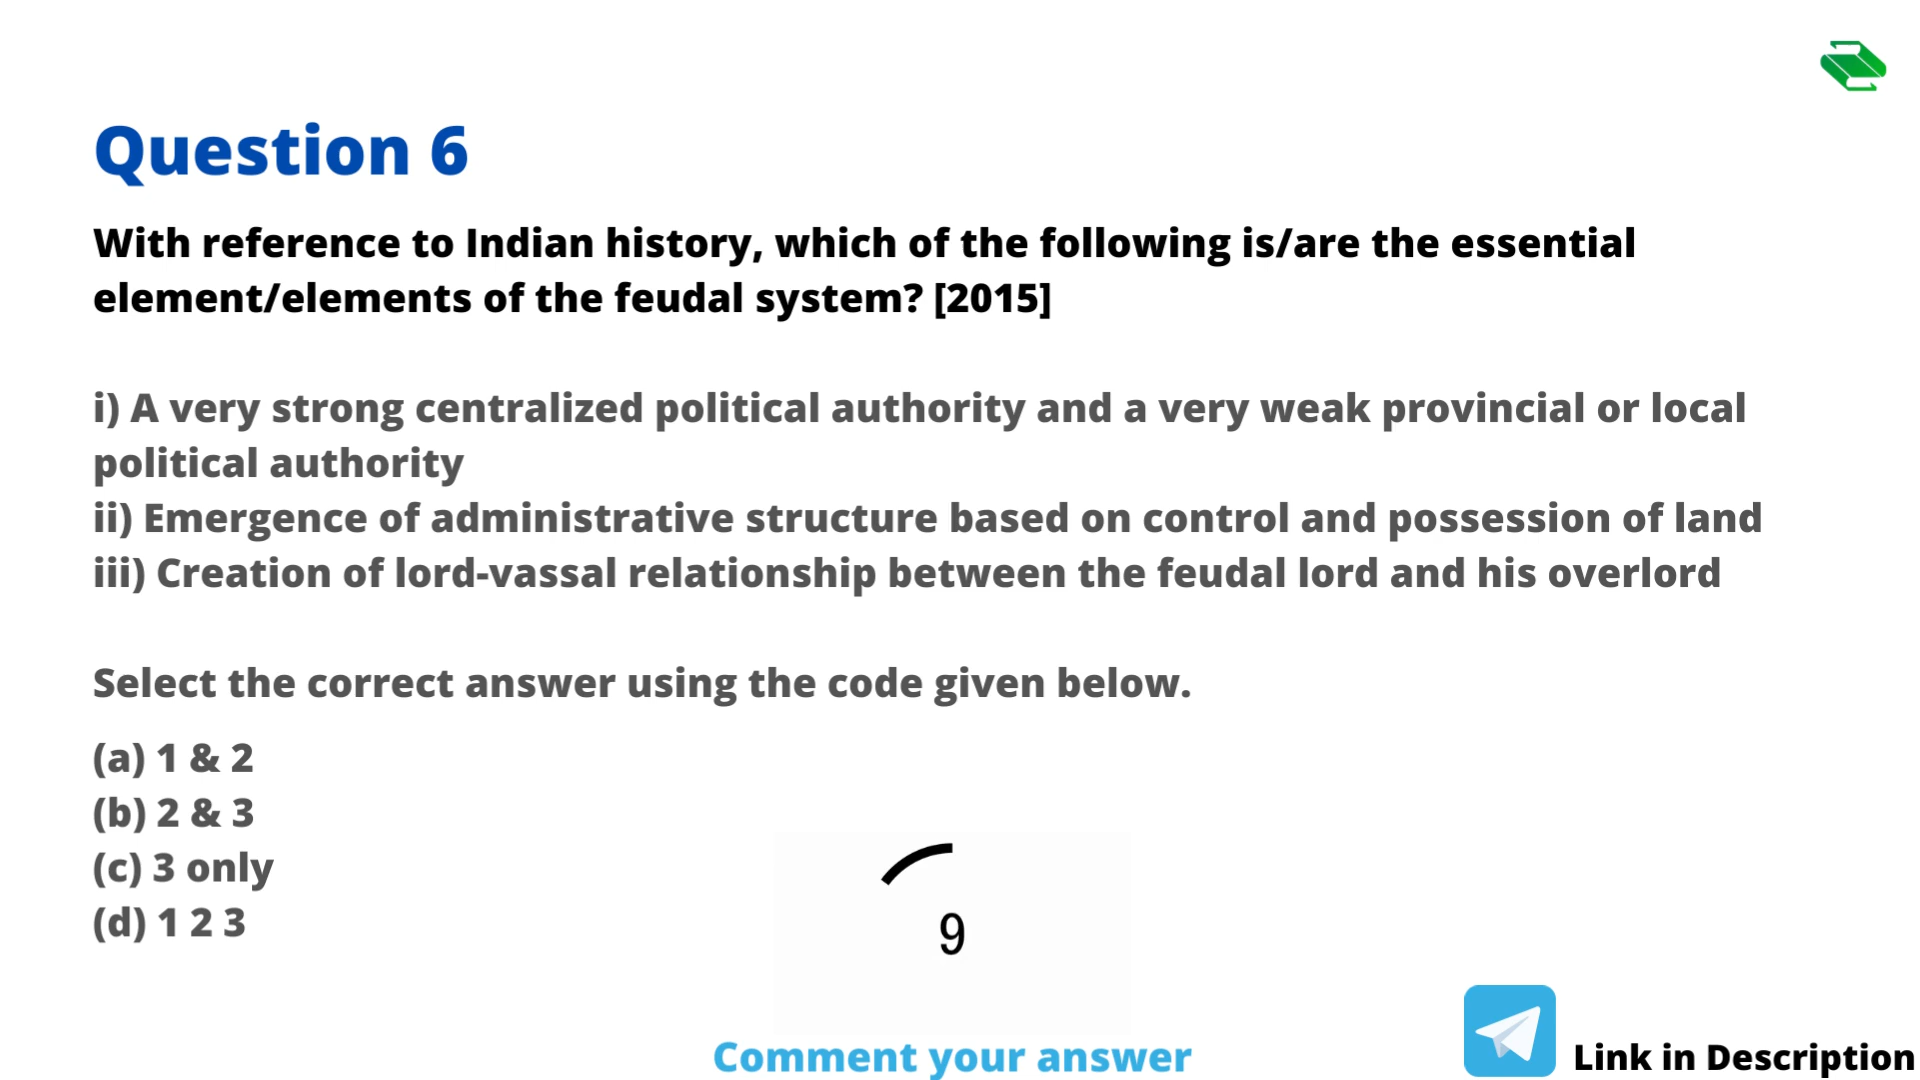 Question 6
With reference to Indian history, which of the following is/are the essential
element/elements of the feudal system? [2015]
i) A very strong centralized political authority and a very weak provincial or local
political authority
ii) Emergence of administrative structure based on control and possession of land
iii) Creation of lord-vassal relationship between the feudal lord and his overlord
Select the correct answer using the code given below.
(a) 1 & 2
(b) 2 & 3
(c) 3 only
(d) 1 2 3
9
Comment your answer
Link in Description